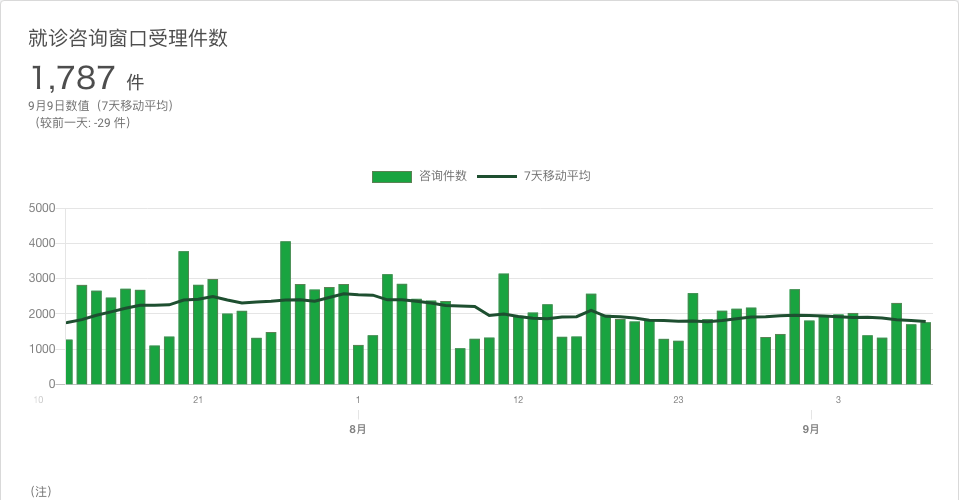 就诊咨询窗口受理件数
1,787 件
9月9日数值（7天移动平均）
（较前一天: -29 件）
咨询件数 7天移动平均
5000
4000
3000
2000
1000
0
10 21 1 12 23 3
8月 9月
（注）